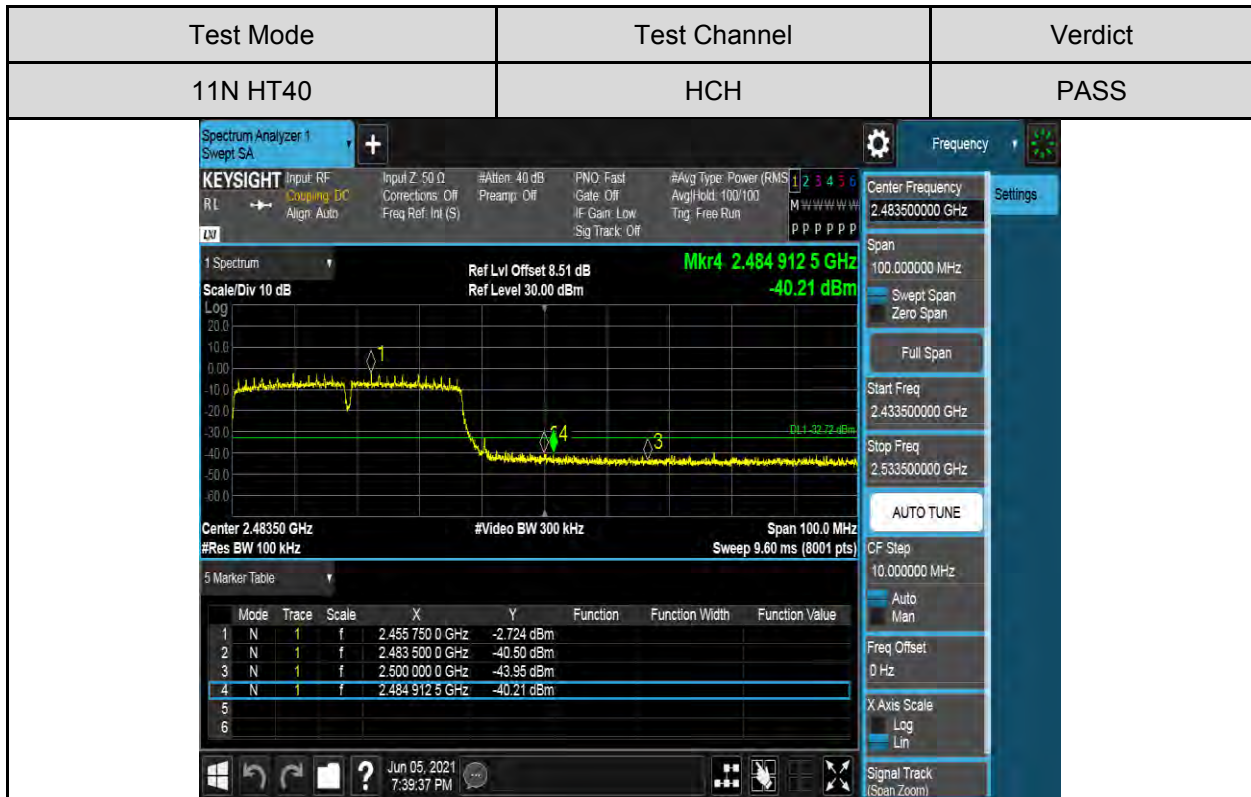 Test Mode Test Channel Verdict
11N HT40 HCH PASS
Spectrum Analyzer 1
Swept SA
+
Frequency
KEYSIGHT Input: RF Input Z: 50 Ω #Atten: 40 dB PNO: Fast #Avg Type: Power (RMS 1 2 3 4 5 6
RL Coupling: DC Corrections: Off Preamp: Off Gate: Off Avg|Hold: 100/100 M W W W W W
Align: Auto Freq Ref: Int (S) IF Gain: Low Trig: Free Run
LXI Sig Track: Off P P P P P P
1 Spectrum
Ref Lvl Offset 8.51 dB
Mkr4 2.484 912 5 GHz
Scale/Div 10 dB Ref Level 30.00 dBm -40.21 dBm
Log
20.0
10.0
0.00
-10.0
-20.0
-30.0
-40.0
-50.0
-60.0
1
4
3
DL1 -32.72 dBm
Center 2.48350 GHz #Video BW 300 kHz Span 100.0 MHz
#Res BW 100 kHz Sweep 9.60 ms (8001 pts)
5 Marker Table
Mode Trace Scale X Y Function Function Width Function Value
1 N 1 f 2.455 750 0 GHz -2.724 dBm
2 N 1 f 2.483 500 0 GHz -40.50 dBm
3 N 1 f 2.500 000 0 GHz -43.95 dBm
4 N 1 f 2.484 912 5 GHz -40.21 dBm
5
6
? Jun 05, 2021
7:39:37 PM
Center Frequency
2.483500000 GHz
Settings
Span
100.000000 MHz
Swept Span
Zero Span
Full Span
Start Freq
2.433500000 GHz
Stop Freq
2.533500000 GHz
AUTO TUNE
CF Step
10.000000 MHz
Auto
Man
Freq Offset
0 Hz
X Axis Scale
Log
Lin
Signal Track
(Span Zoom)